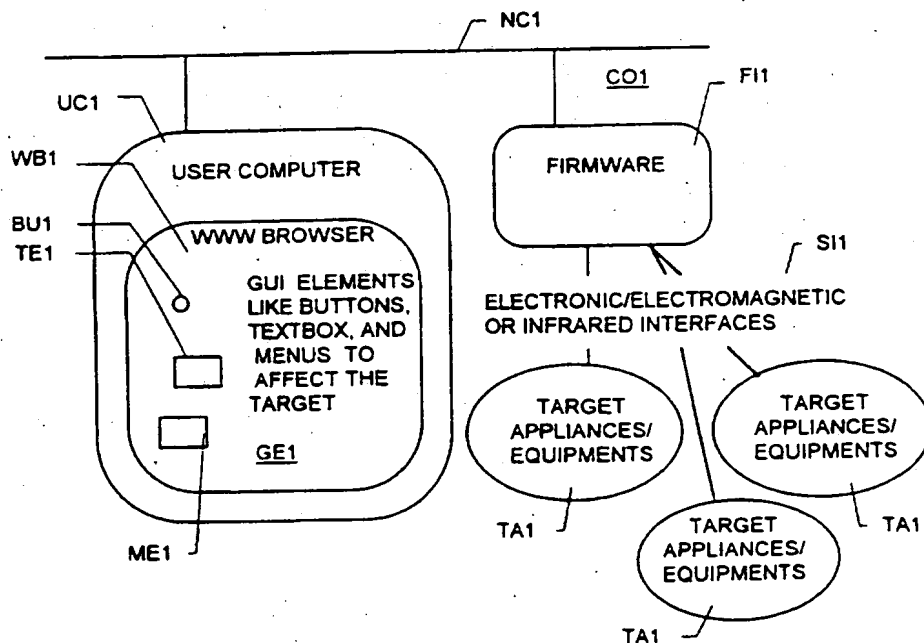 NC1
CO1
FI1
UC1
WB1
BU1
TE1
USER COMPUTER
WWW BROWSER
GUI ELEMENTS
LIKE BUTTONS,
TEXTBOX, AND
MENUS TO
AFFECT THE
TARGET
GE1
ME1
FIRMWARE
SI1
ELECTRONIC/ELECTROMAGNETIC
OR INFRARED INTERFACES
TARGET
APPLIANCES/
EQUIPMENTS
TA1
TARGET
APPLIANCES/
EQUIPMENTS
TA1
TARGET
APPLIANCES/
EQUIPMENTS
TA1